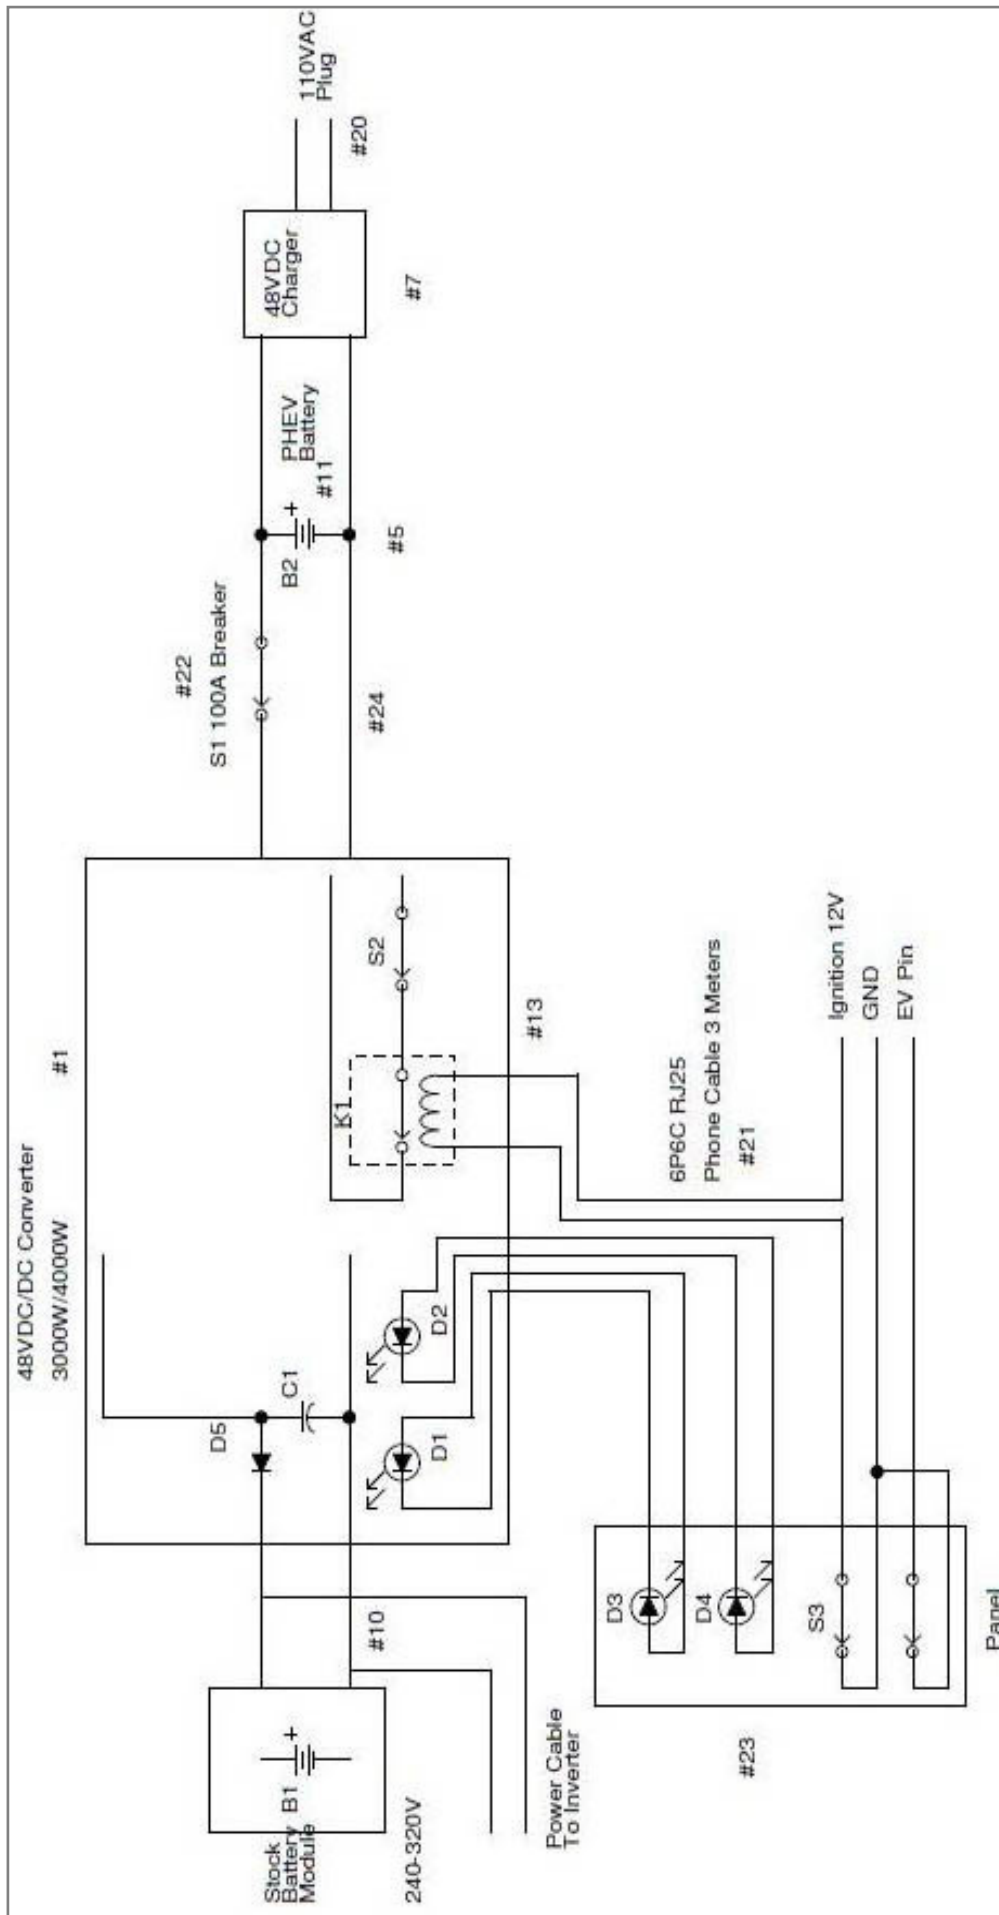 48VDC/DC Converter
3000W/4000W
#1
Stock
Battery
Module
B1
+
240-320V
#10
Power Cable
To Inverter
D5
C1
D1
D2
K1
S2
#13
#22
S1 100A Breaker
#24
B2
+
PHEV
Battery
#11
#5
48VDC
Charger
#7
110VAC
Plug
#20
6P6C RJ25
Phone Cable 3 Meters
#21
Ignition 12V
GND
EV Pin
D3
D4
S3
#23
Panel